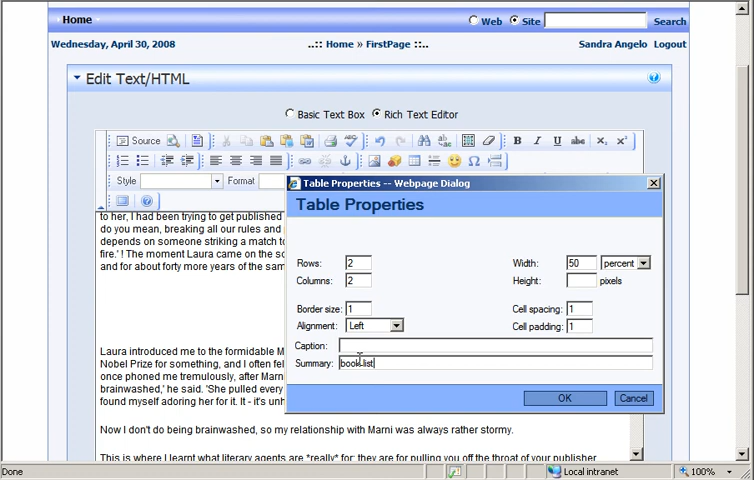 Home
Web Site Search
Wednesday, April 30, 2008 ..:: Home » FirstPage ::.. Sandra Angelo Logout
Edit Text/HTML
Basic Text Box Rich Text Editor
Source
B I U
Style Format
to her, I had been trying to get published
do you mean, breaking all our rules and
depends on someone striking a match to
fire.' ! The moment Laura came on the
and for about forty more years of the sam
Table Properties -- Webpage Dialog
Table Properties
Rows: 2 Width: 50 percent
Columns: 2 Height: pixels
Border size: 1 Cell spacing: 1
Alignment: Left Cell padding: 1
Caption:
Summary: book list
OK Cancel
Laura introduced me to the formidable M
Nobel Prize for something, and I often fel
once phoned me tremulously, after Marni
brainwashed,' he said. 'She pulled every
found myself adoring her for it. It - it's unh
Now I don't do being brainwashed, so my relationship with Marni was always rather stormy.
This is where I learnt what literary agents are *really* for: they are for pulling you off the throat of your publisher
Done Local intranet 100%